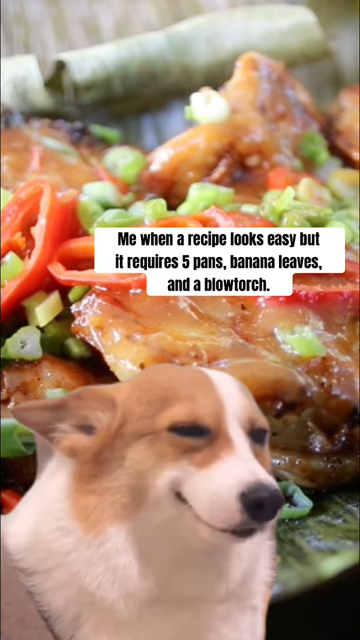 Me when a recipe looks easy but
it requires 5 pans, banana leaves,
and a blowtorch.